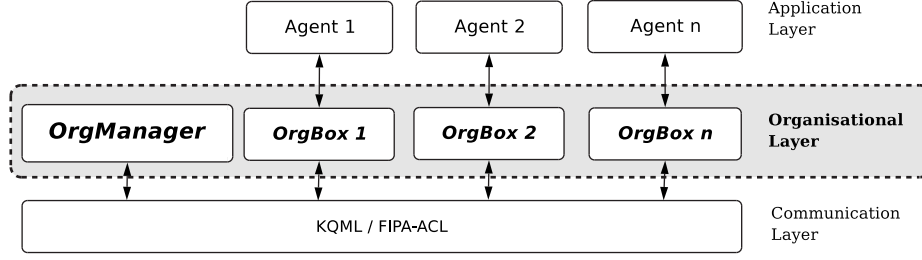 Agent 1
Agent 2
Agent n
Application
Layer
OrgManager
OrgBox 1
OrgBox 2
OrgBox n
Organisational
Layer
KQML / FIPA-ACL
Communication
Layer